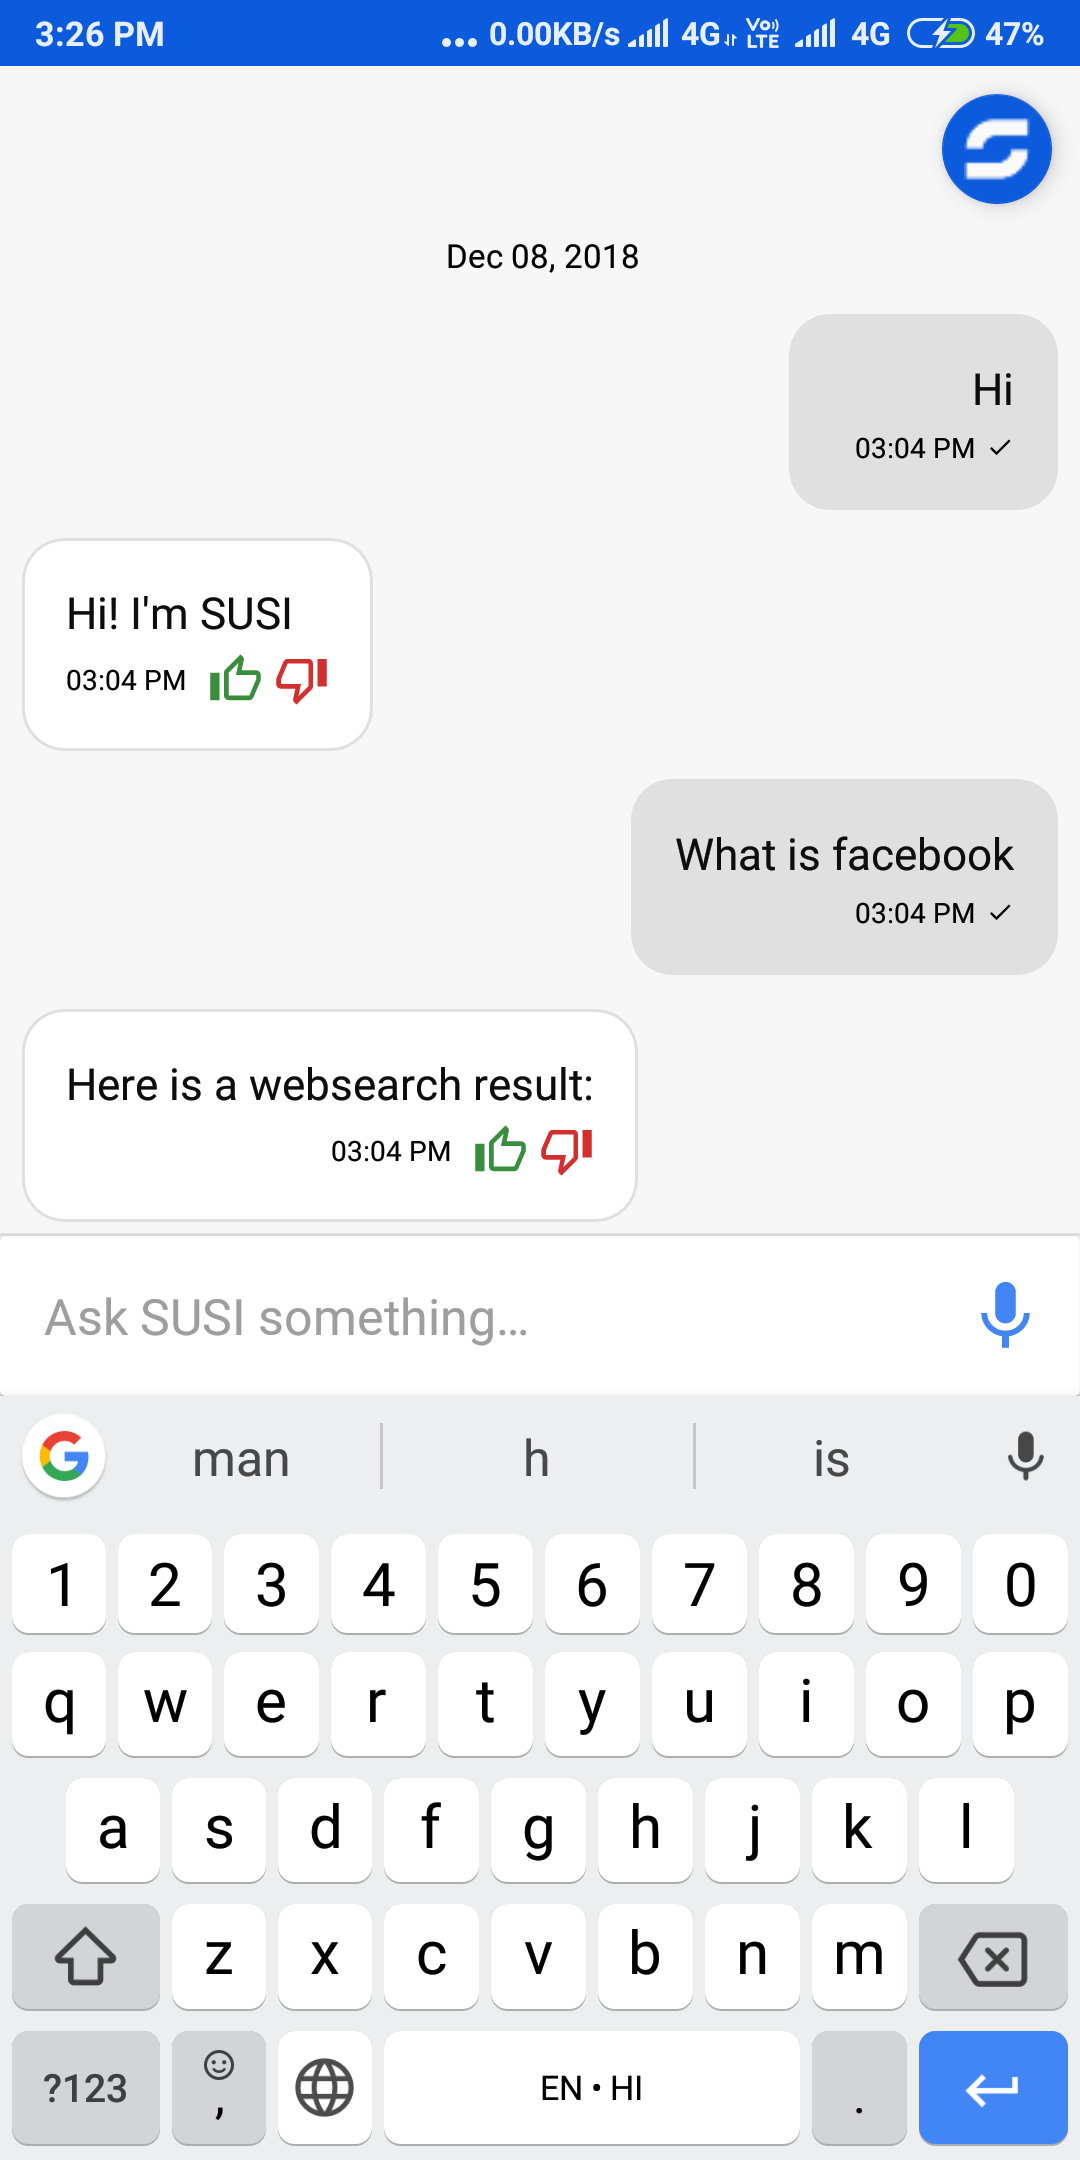 3:26 PM ... 0.00KB/s 4G Vo)) LTE 4G 47%
Dec 08, 2018
Hi
03:04 PM ✓
Hi! I'm SUSI
03:04 PM
What is facebook
03:04 PM ✓
Here is a websearch result:
03:04 PM
Ask SUSI something...
man h is
1 2 3 4 5 6 7 8 9 0
q w e r t y u i o p
a s d f g h j k l
z x c v b n m
?123 , EN • HI .